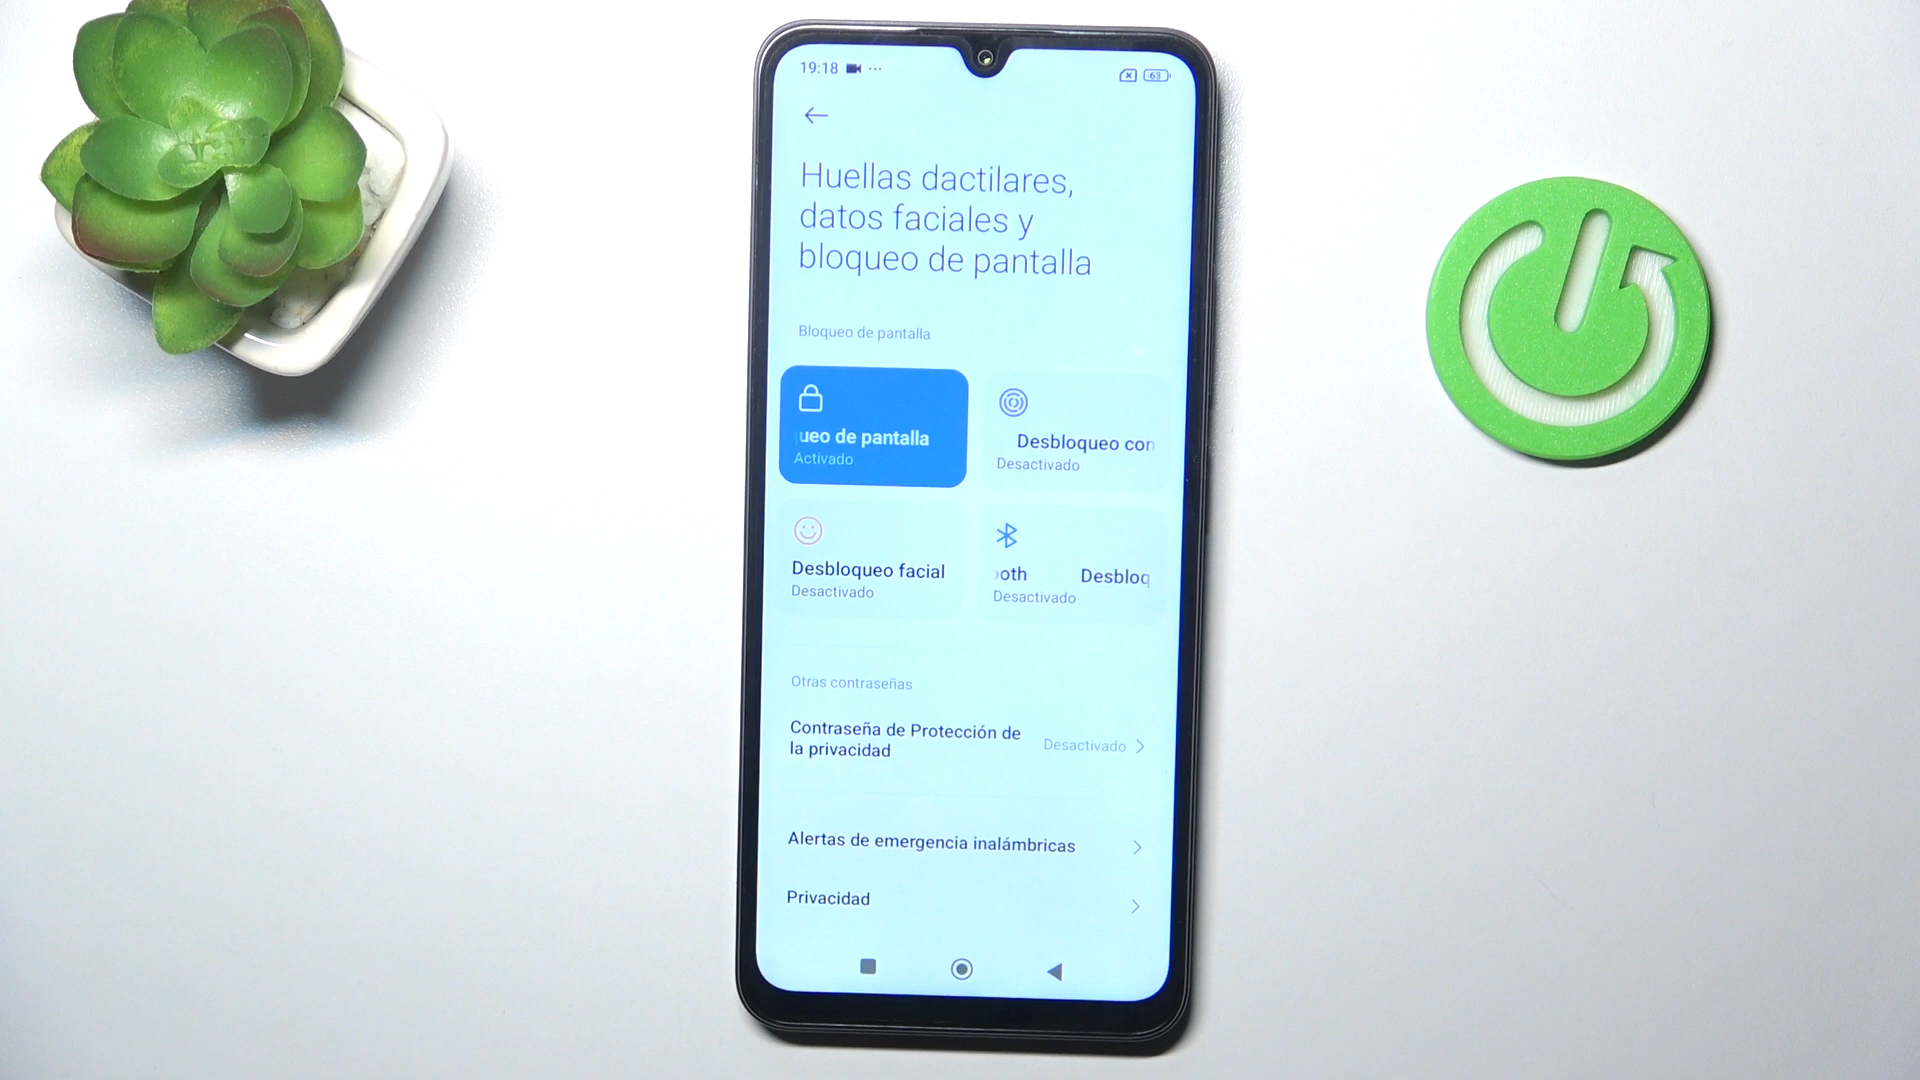 19:18
63
Huellas dactilares,
datos faciales y
bloqueo de pantalla
Bloqueo de pantalla
ueo de pantalla
Activado
Desbloqueo con
Desactivado
Desbloqueo facial
Desactivado
ooth Desbloq
Desactivado
Otras contraseñas
Contraseña de Protección de
la privacidad
Desactivado
Alertas de emergencia inalámbricas
Privacidad